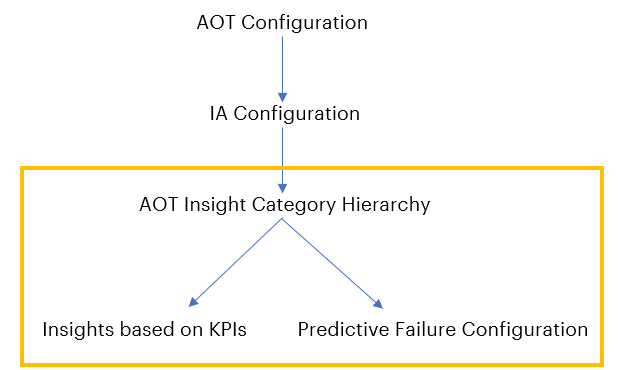 AOT Configuration
IA Configuration
AOT Insight Category Hierarchy
Insights based on KPIs
Predictive Failure Configuration